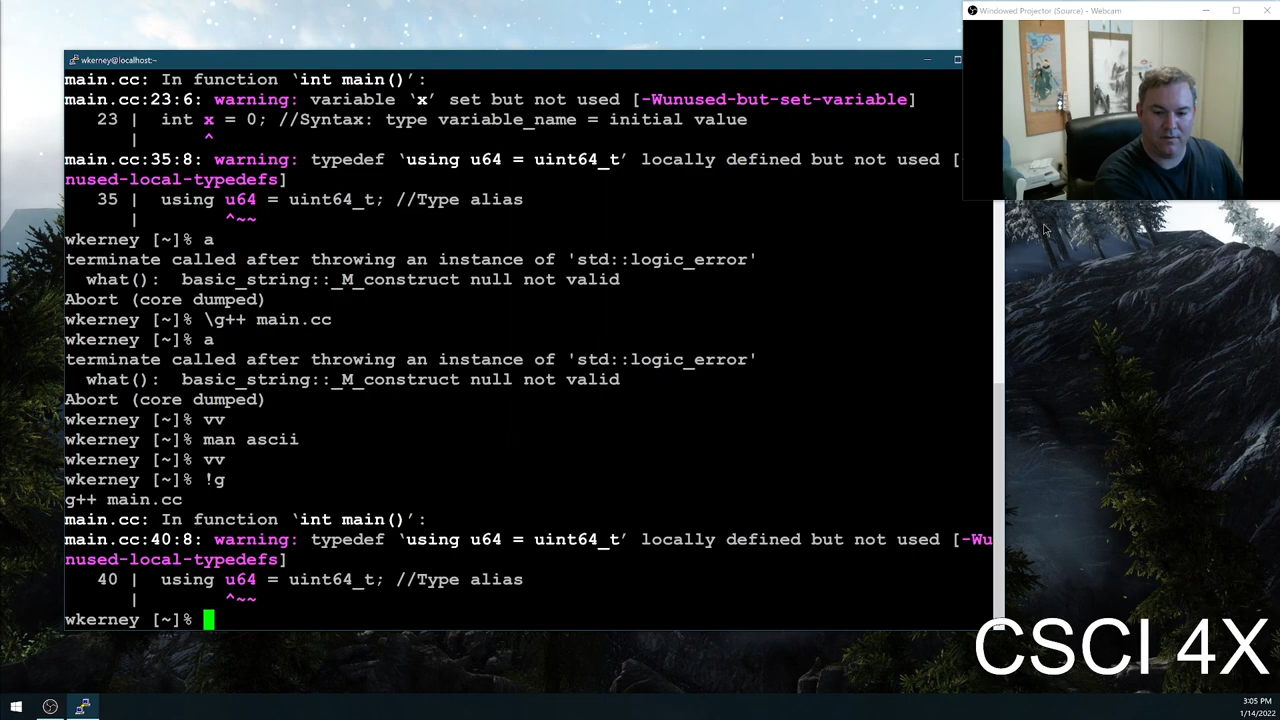 Windowed Projector (Source) - Webcam
wkerney@localhost:~
main.cc: In function ‘int main()’:
main.cc:23:6: warning: variable ‘x’ set but not used [-Wunused-but-set-variable]
23 | int x = 0; //Syntax: type variable_name = initial value
| ^
main.cc:35:8: warning: typedef ‘using u64 = uint64_t’ locally defined but not used [
nused-local-typedefs]
35 | using u64 = uint64_t; //Type alias
| ^~~
wkerney [~]% a
terminate called after throwing an instance of 'std::logic_error'
what(): basic_string::_M_construct null not valid
Abort (core dumped)
wkerney [~]% \g++ main.cc
wkerney [~]% a
terminate called after throwing an instance of 'std::logic_error'
what(): basic_string::_M_construct null not valid
Abort (core dumped)
wkerney [~]% vv
wkerney [~]% man ascii
wkerney [~]% vv
wkerney [~]% !g
g++ main.cc
main.cc: In function ‘int main()’:
main.cc:40:8: warning: typedef ‘using u64 = uint64_t’ locally defined but not used [-Wu
nused-local-typedefs]
40 | using u64 = uint64_t; //Type alias
| ^~~
wkerney [~]%
CSCI 4X
3:05 PM
1/14/2022